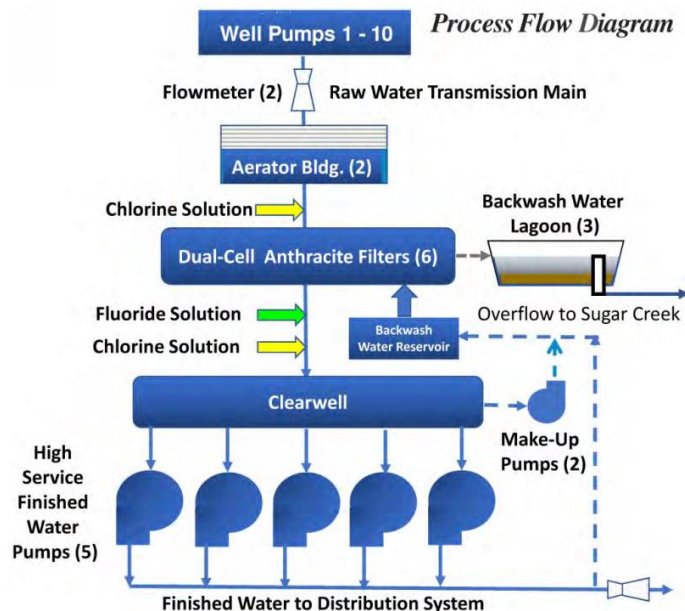 Process Flow Diagram
Well Pumps 1 - 10
Flowmeter (2)
Raw Water Transmission Main
Aerator Bldg. (2)
Chlorine Solution
Backwash Water
Lagoon (3)
Dual-Cell Anthracite Filters (6)
Overflow to Sugar Creek
Fluoride Solution
Backwash
Water Reservoir
Chlorine Solution
Clearwell
Make-Up
Pumps (2)
High
Service
Finished
Water
Pumps (5)
Finished Water to Distribution System